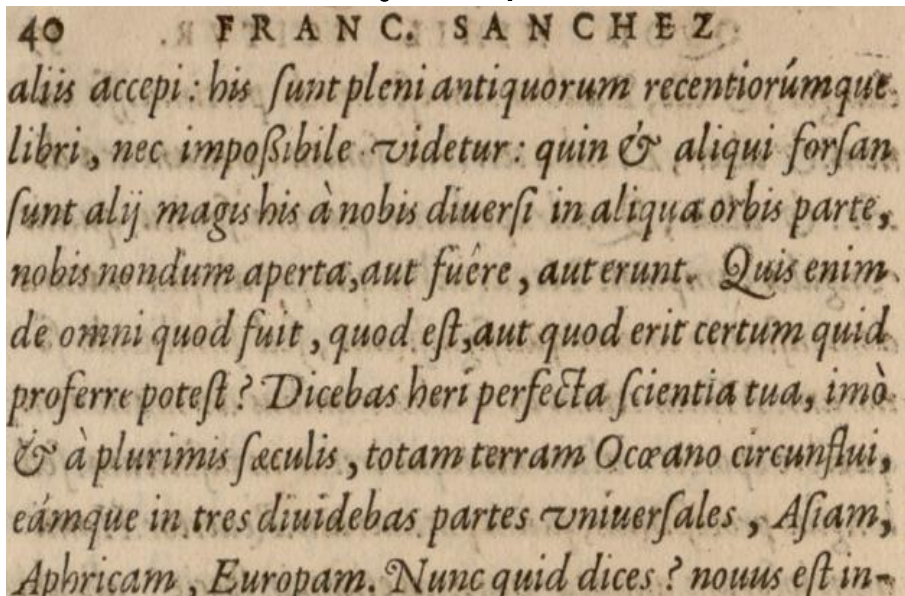 40 FRANC. SANCHEZ
aliis accepi: his ſunt pleni antiquorum recentiorúmque
libri, nec impoßibile videtur: quin & aliqui forſan
ſunt alij magis his à nobis diuerſi in aliqua orbis parte,
nobis nondum aperta, aut fuêre, aut erunt. Quis enim
de omni quod fuit, quod eſt, aut quod erit certum quid
proferre poteſt? Dicebas heri perfecta ſcientia tua, imò
& à plurimis ſæculis, totam terram Ocœano circunflui,
eámque in tres diuidebas partes vniuerſales, Aſiam,
Aphricam, Europam. Nunc quid dices? nouus eſt in-